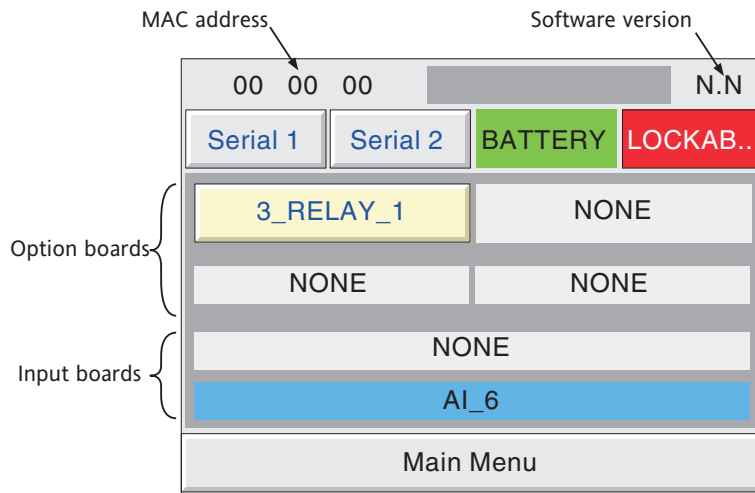 MAC address Software version
00 00 00 N.N
Serial 1 Serial 2 BATTERY LOCKAB..
3_RELAY_1 NONE
Option boards
NONE NONE
NONE
Input boards
AI_6
Main Menu